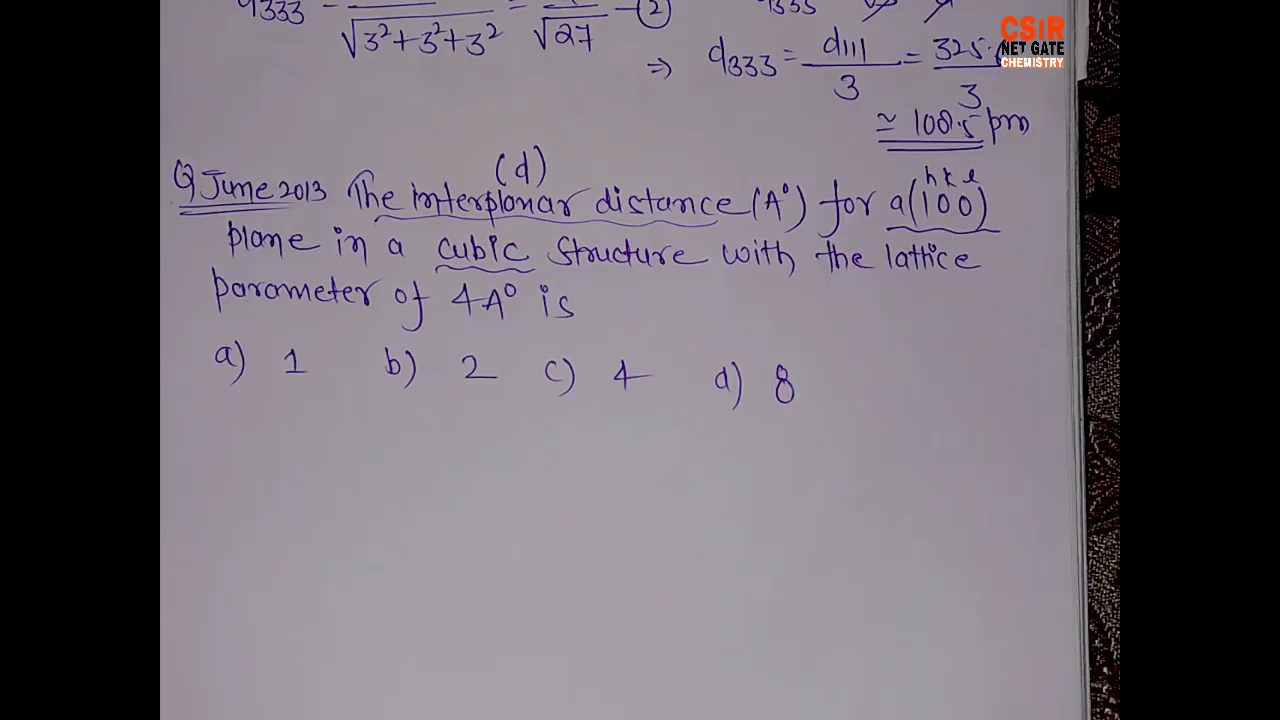 √3²+3²+3² √27 -②
CSIR
NET GATE
CHEMISTRY
⇒ d333 = d111 / 3 = 325. / 3
≃ 108.5 pm
(d)
Q June 2013 The interplanar distance (A°) for a (100) hkl
plane in a cubic structure with the lattice
parameter of 4A° is
a) 1 b) 2 c) 4 d) 8